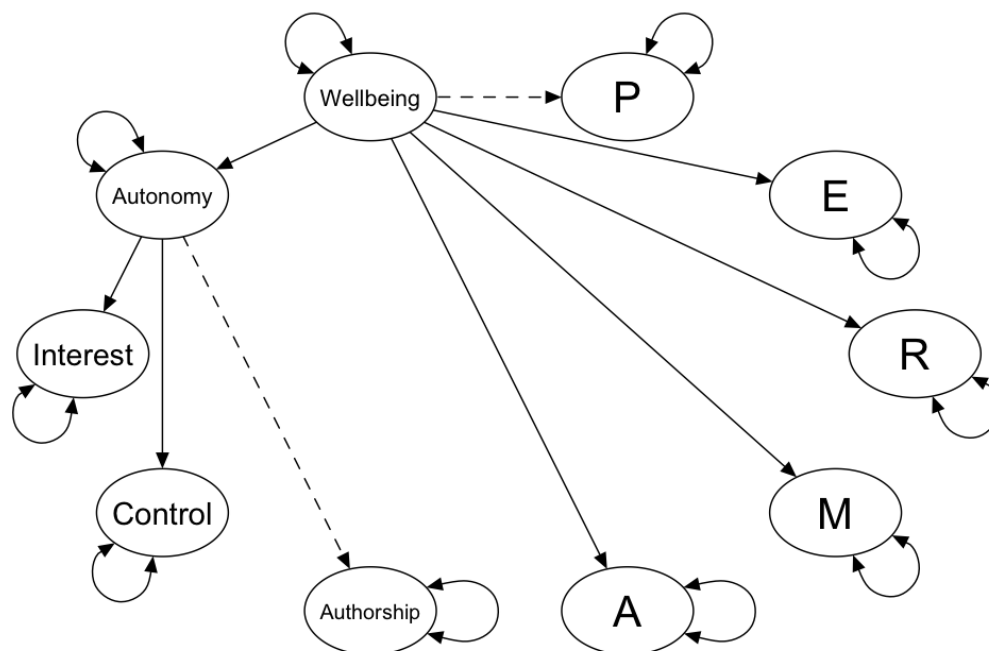 Wellbeing
P
Autonomy
E
Interest
R
Control
M
Authorship
A